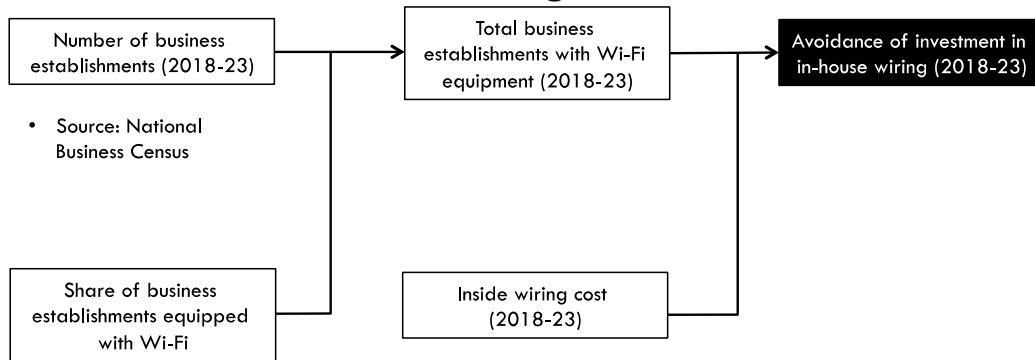 Number of business
establishments (2018-23)
Total business
establishments with Wi-Fi
equipment (2018-23)
Avoidance of investment in
in-house wiring (2018-23)
• Source: National
Business Census
Share of business
establishments equipped
with Wi-Fi
Inside wiring cost
(2018-23)